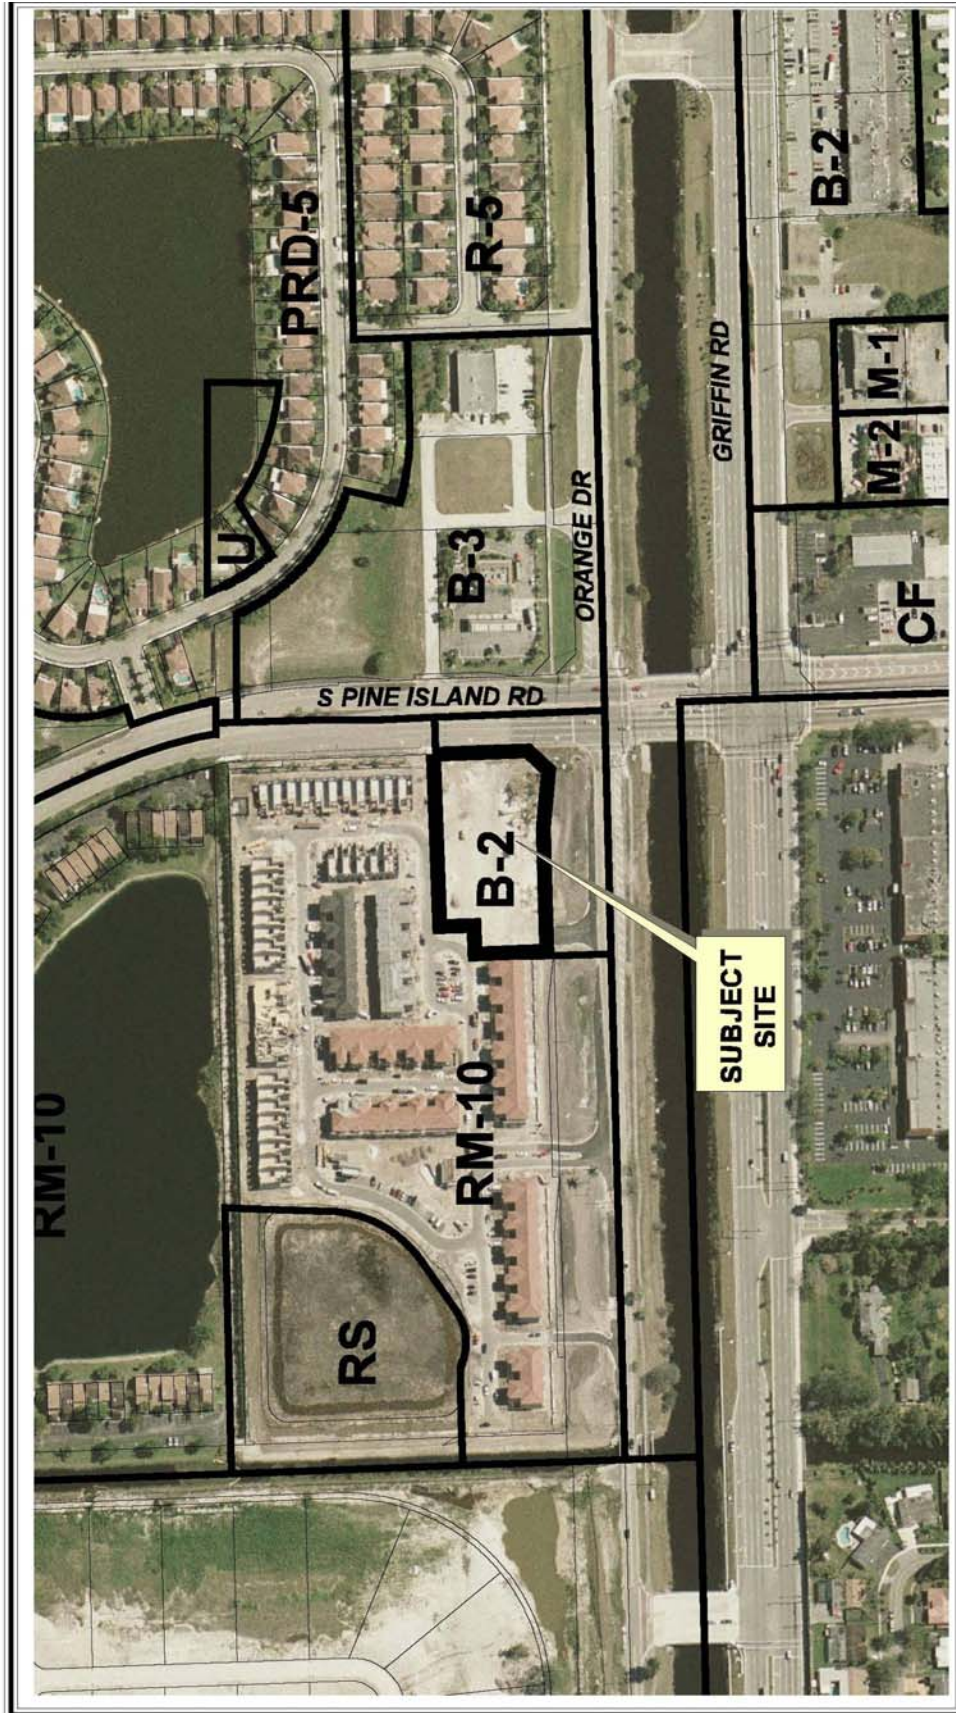 RM-10
U
PRD-5
RS
S PINE ISLAND RD
RM-10
B-2
B-3
R-5
ORANGE DR
GRIFFIN RD
SUBJECT
SITE
B-2
M-2
M-1
CF